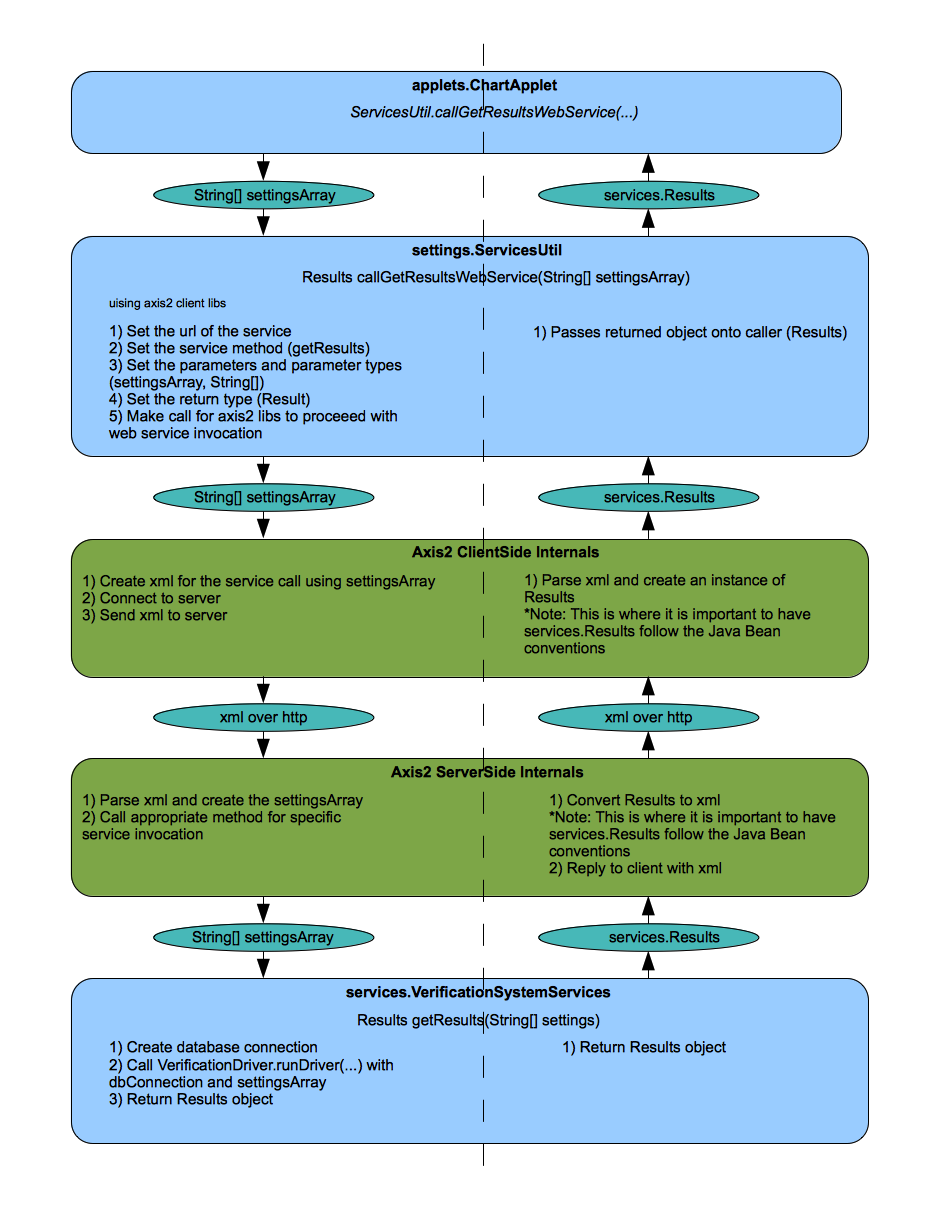 applets.ChartApplet
ServicesUtil.callGetResultsWebService(...)
String[] settingsArray
services.Results
settings.ServicesUtil
Results callGetResultsWebService(String[] settingsArray)
uising axis2 client libs
1) Set the url of the service
2) Set the service method (getResults)
3) Set the parameters and parameter types
(settingsArray, String[])
4) Set the return type (Result)
5) Make call for axis2 libs to proceeed with
web service invocation
1) Passes returned object onto caller (Results)
String[] settingsArray
services.Results
Axis2 ClientSide Internals
1) Create xml for the service call using settingsArray
2) Connect to server
3) Send xml to server
1) Parse xml and create an instance of
Results
*Note: This is where it is important to have
services.Results follow the Java Bean
conventions
xml over http
xml over http
Axis2 ServerSide Internals
1) Parse xml and create the settingsArray
2) Call appropriate method for specific
service invocation
1) Convert Results to xml
*Note: This is where it is important to have
services.Results follow the Java Bean
conventions
2) Reply to client with xml
String[] settingsArray
services.Results
services.VerificationSystemServices
Results getResults(String[] settings)
1) Create database connection
2) Call VerificationDriver.runDriver(...) with
dbConnection and settingsArray
3) Return Results object
1) Return Results object